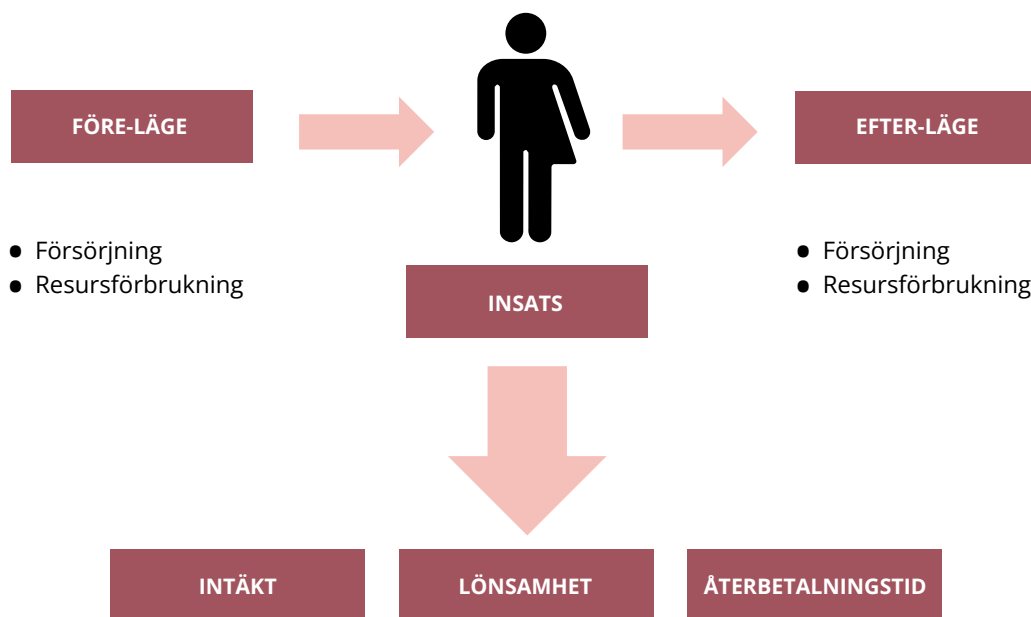 FÖRE-LÄGE
EFTER-LÄGE
• Försörjning
• Resursförbrukning
• Försörjning
• Resursförbrukning
INSATS
INTÄKT
LÖNSAMHET
ÅTERBETALNINGSTID